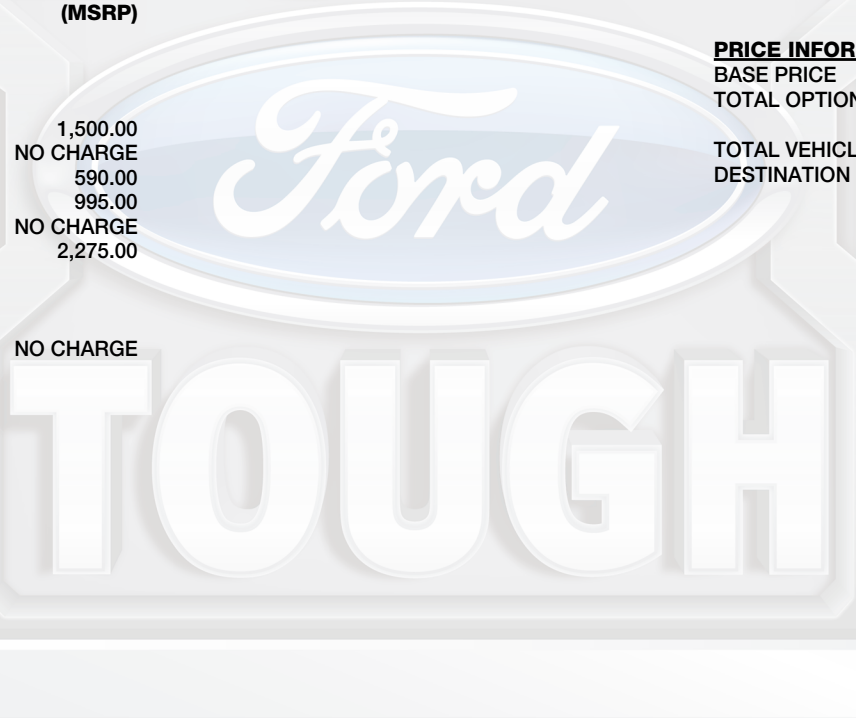 (MSRP)
1,500.00
NO CHARGE
590.00
995.00
NO CHARGE
2,275.00
NO CHARGE
PRICE INFOR
BASE PRICE
TOTAL OPTION
TOTAL VEHICL
DESTINATION
Ford
TOUGH